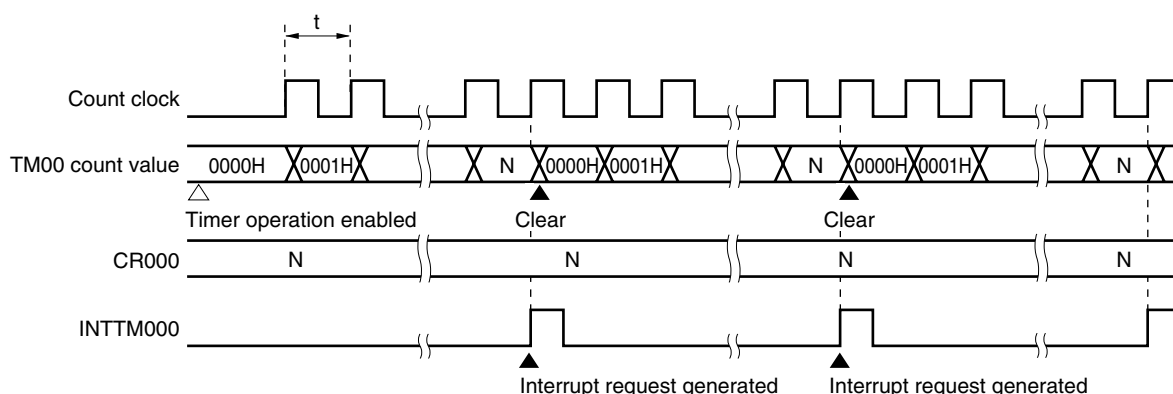 t
Count clock
TM00 count value 0000H 0001H N 0000H 0001H N 0000H 0001H N
Timer operation enabled Clear Clear
CR000 N N N N
INTTM000
Interrupt request generated Interrupt request generated